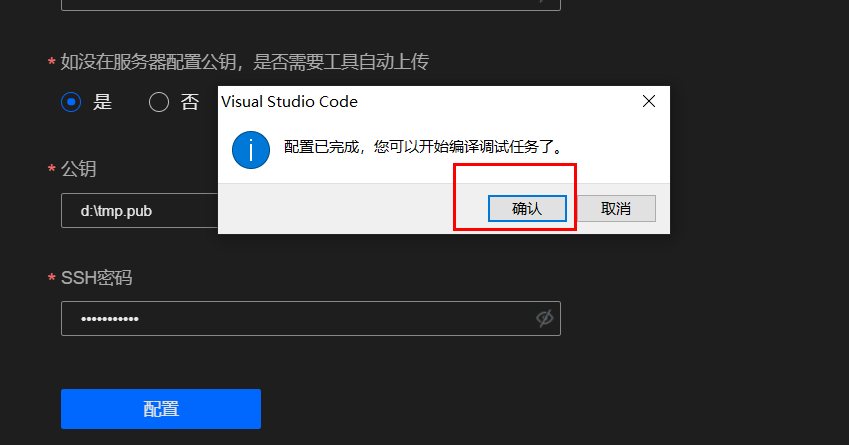 * 如没在服务器配置公钥，是否需要工具自动上传
是 否
Visual Studio Code
配置已完成，您可以开始编译调试任务了。
确认 取消
* 公钥
d:\tmp.pub
* SSH密码
•••••••••••
配置